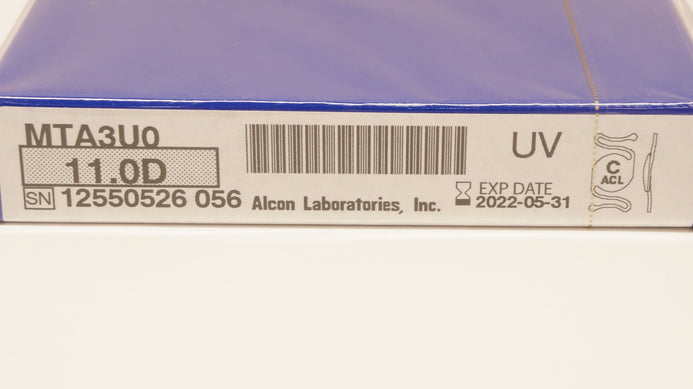 MTA3U0
11.0D
SN 12550526 056
Alcon Laboratories, Inc.
UV
EXP DATE
2022-05-31
C
ACL